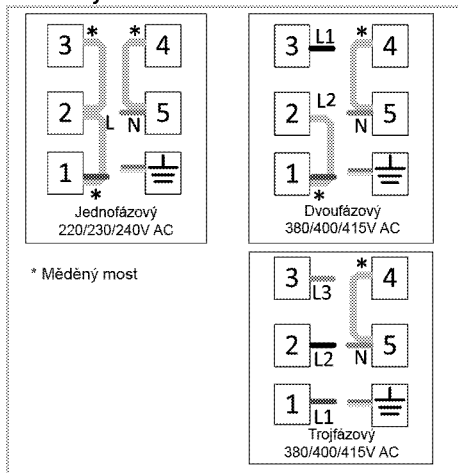 3 * * 4
2 L N 5
1 *
Jednofázový
220/230/240V AC
3 L1 * 4
2 L2 N 5
1 *
Dvoufázový
380/400/415V AC
* Měděný most
3 L3 * 4
2 L2 N 5
1 L1
Trojfázový
380/400/415V AC